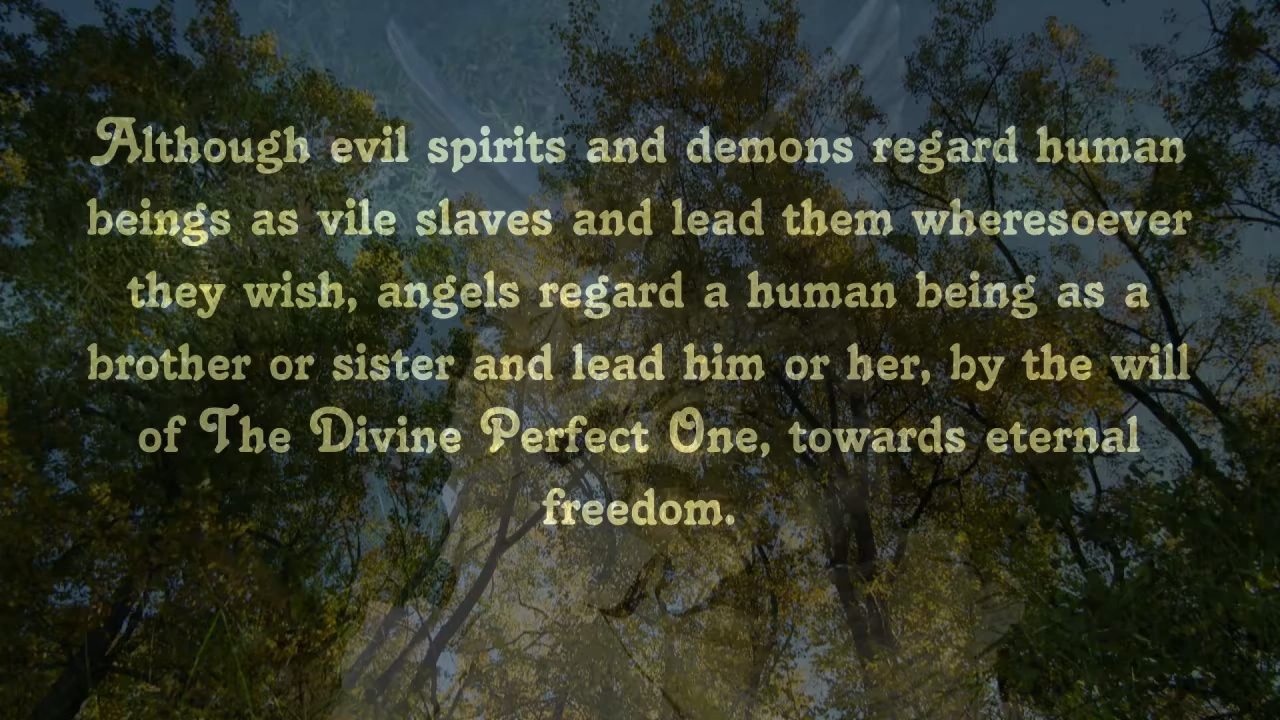 Although evil spirits and demons regard human
beings as vile slaves and lead them wheresoever
they wish, angels regard a human being as a
brother or sister and lead him or her, by the will
of The Divine Perfect One, towards eternal
freedom.